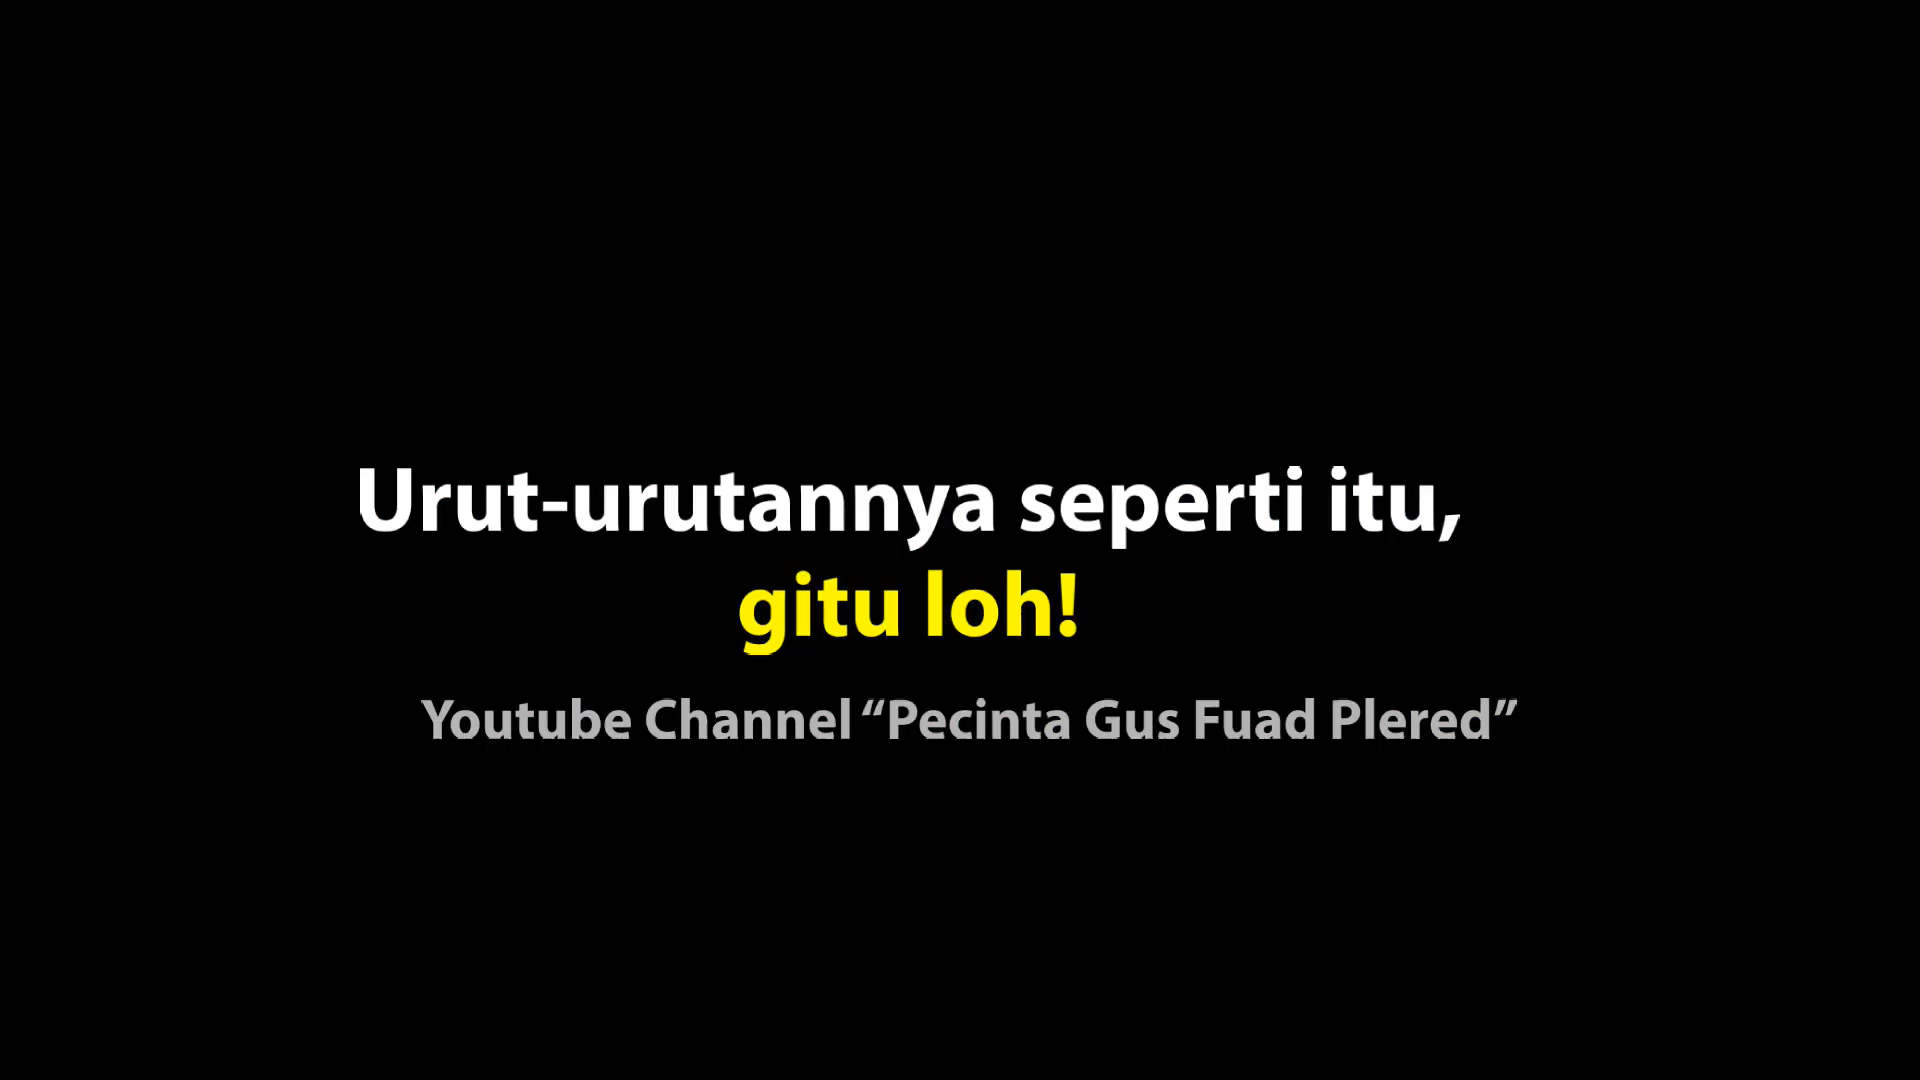 Urut-urutannya seperti itu,
gitu loh!
Youtube Channel “Pecinta Gus Fuad Plered”